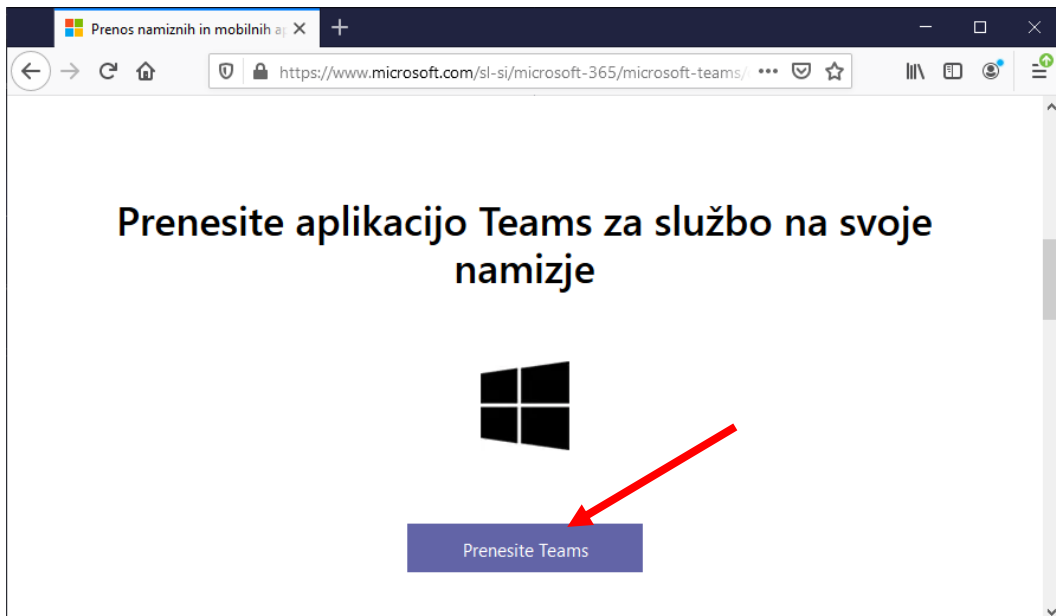 Prenos namiznih in mobilnih ap
https://www.microsoft.com/sl-si/microsoft-365/microsoft-teams/
Prenesite aplikacijo Teams za službo na svoje
namizje
Prenesite Teams